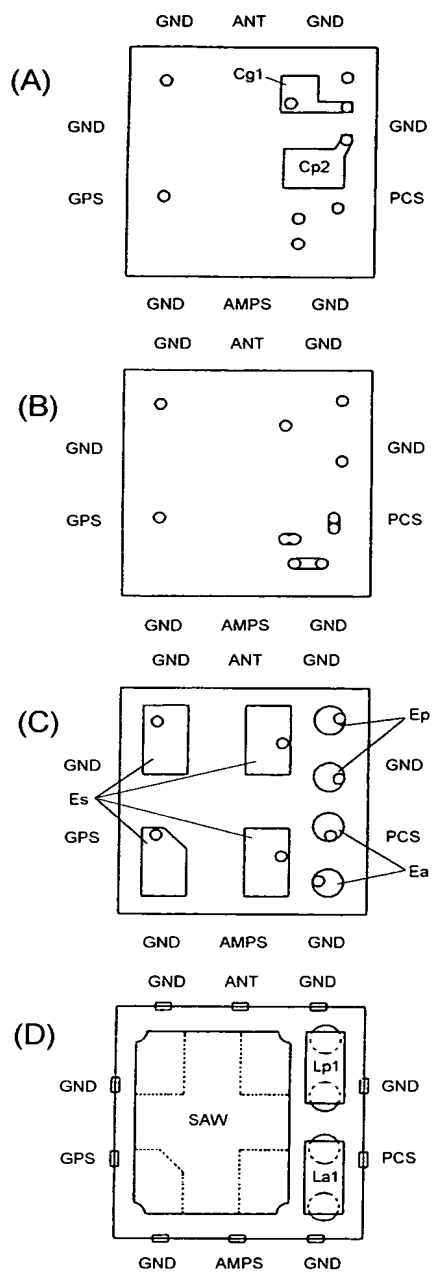 GND ANT GND
(A)
Cg1
GND GND
Cp2
GPS PCS
GND AMPS GND
GND ANT GND
(B)
GND GND
GPS PCS
GND AMPS GND
GND ANT GND
(C)
Ep
GND GND
Es
GPS PCS
Ea
GND AMPS GND
GND ANT GND
(D)
Lp1
GND GND
SAW
GPS PCS
La1
GND AMPS GND